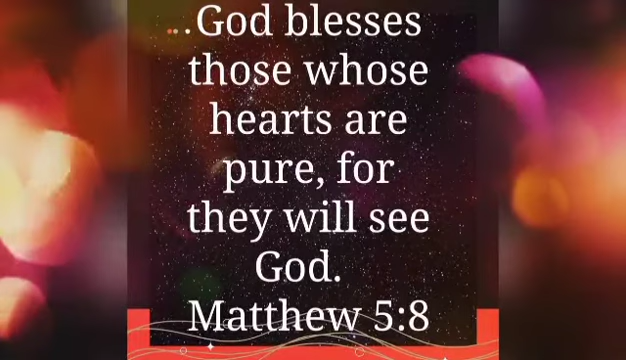 ...God blesses
those whose
hearts are
pure, for
they will see
God.
Matthew 5:8